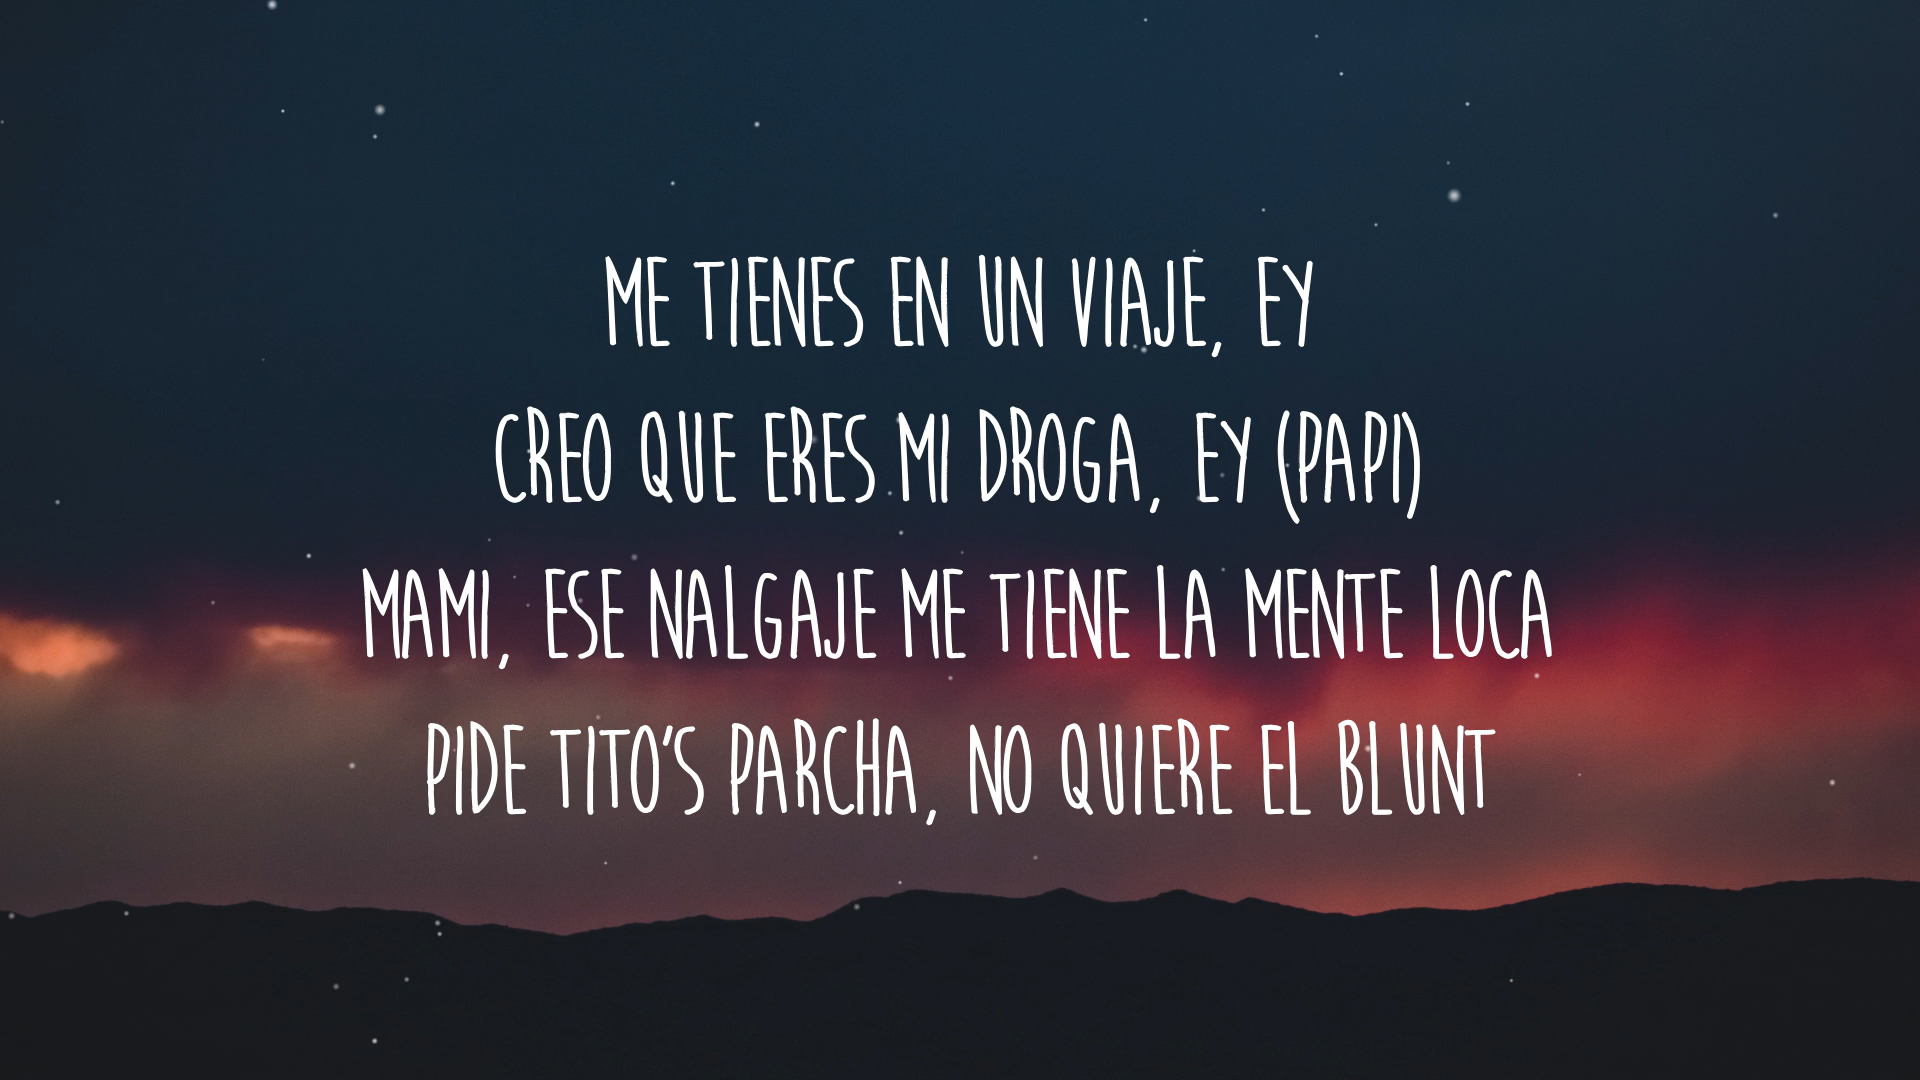 ME TIENES EN UN VIAJE, EY
CREO QUE ERES MI DROGA, EY (PAPI)
MAMI, ESE NALGAJE ME TIENE LA MENTE LOCA
PIDE TITO'S PARCHA, NO QUIERE EL BLUNT